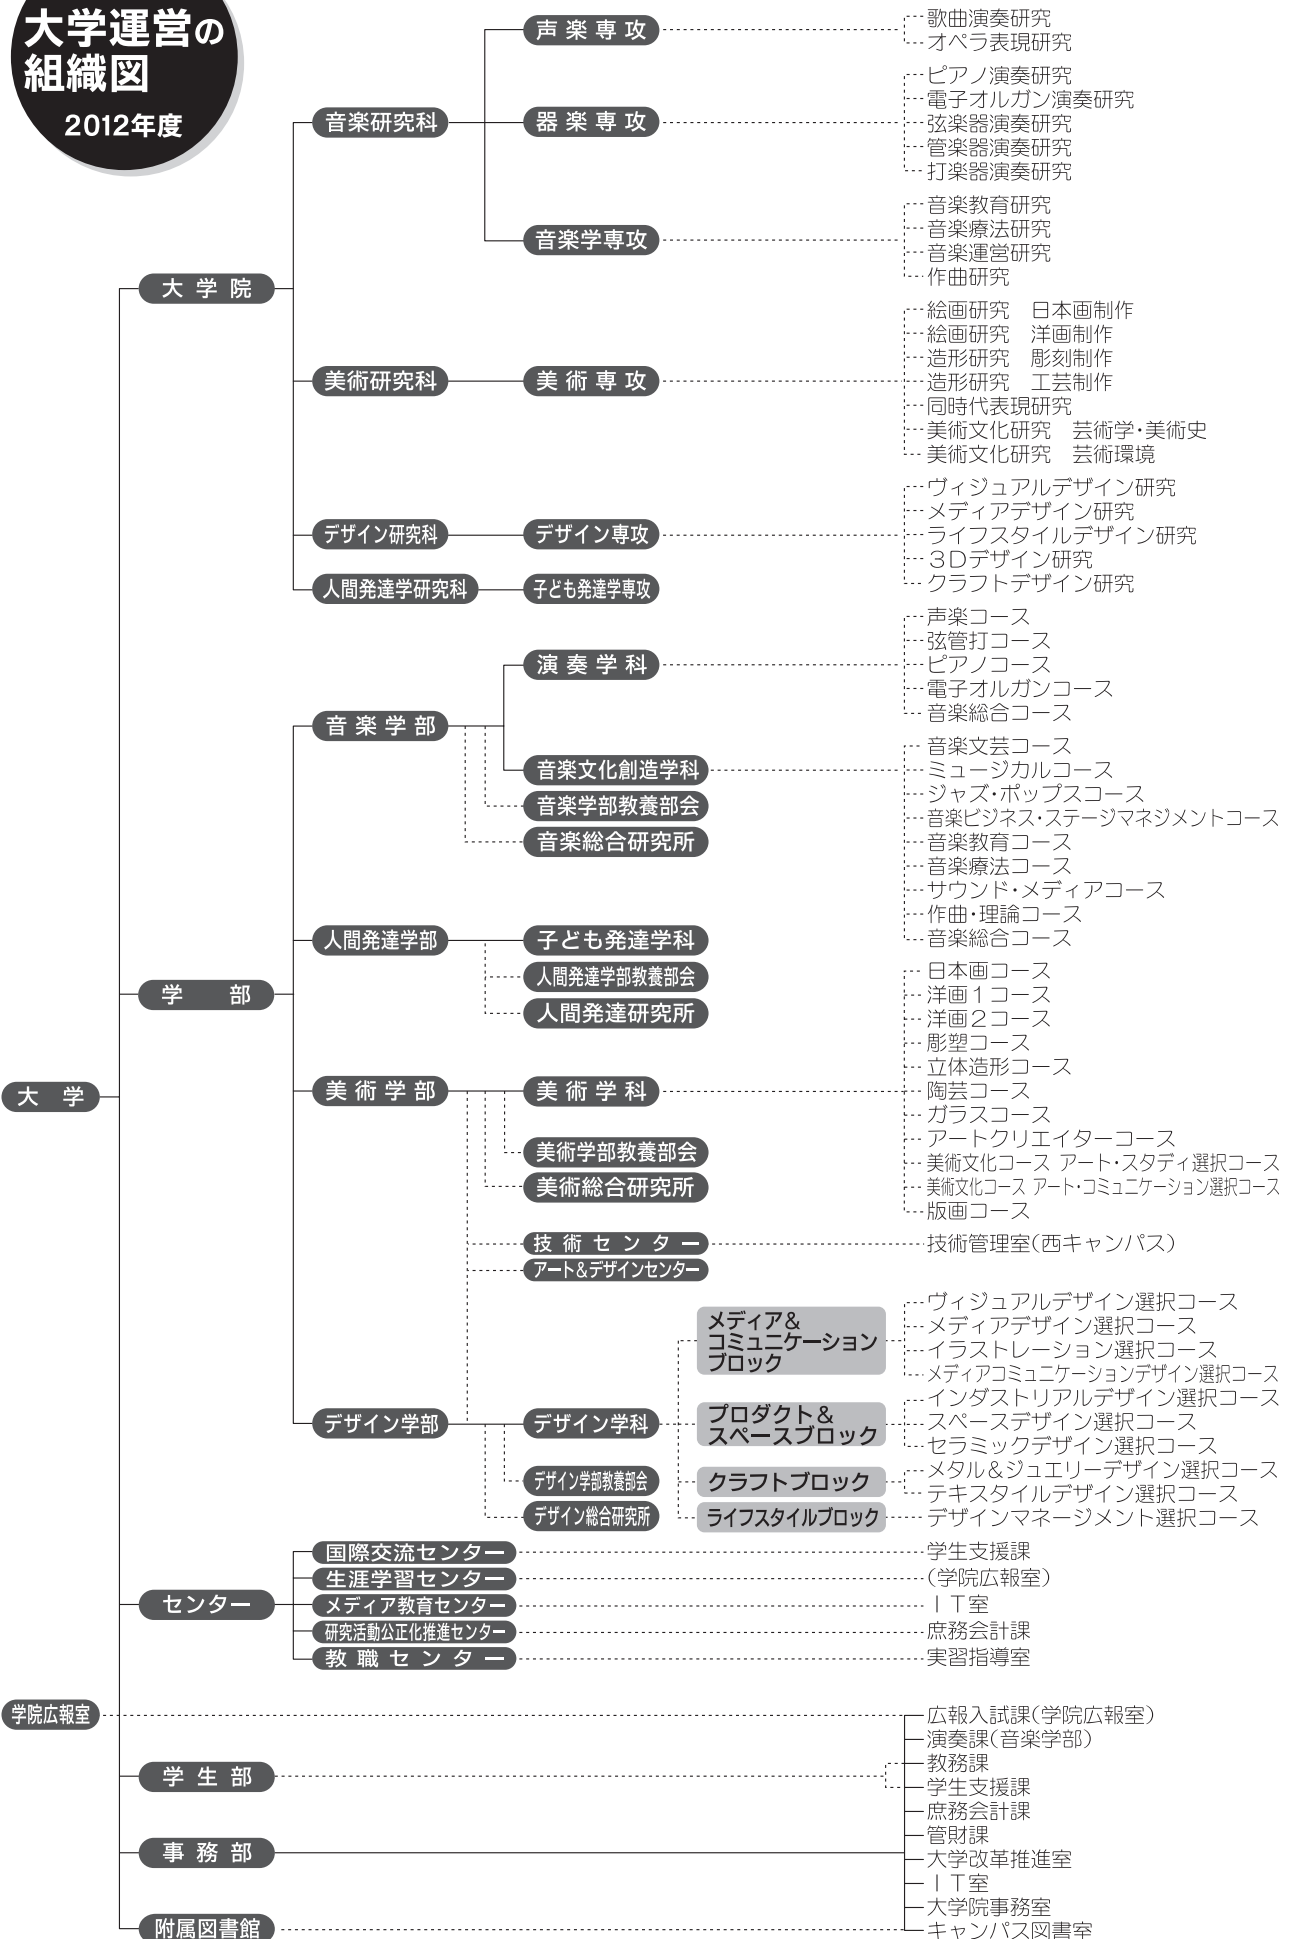 大学運営の
組織図
2012年度
声楽専攻
歌曲演奏研究
オペラ表現研究
音楽研究科
器楽専攻
ピアノ演奏研究
電子オルガン演奏研究
弦楽器演奏研究
管楽器演奏研究
打楽器演奏研究
音楽学専攻
音楽教育研究
音楽療法研究
音楽運営研究
作曲研究
大学院
美術研究科
美術専攻
絵画研究　日本画制作
絵画研究　洋画制作
造形研究　彫刻制作
造形研究　工芸制作
同時代表現研究
美術文化研究　芸術学・美術史
美術文化研究　芸術環境
デザイン研究科
デザイン専攻
ヴィジュアルデザイン研究
メディアデザイン研究
ライフスタイルデザイン研究
3Dデザイン研究
クラフトデザイン研究
人間発達学研究科
子ども発達学専攻
演奏学科
声楽コース
弦管打コース
ピアノコース
電子オルガンコース
音楽総合コース
音楽学部
音楽文化創造学科
音楽学部教養部会
音楽総合研究所
音楽文芸コース
ミュージカルコース
ジャズ・ポップスコース
音楽ビジネス・ステージマネジメントコース
音楽教育コース
音楽療法コース
サウンド・メディアコース
作曲・理論コース
音楽総合コース
人間発達学部
子ども発達学科
人間発達学部教養部会
人間発達研究所
学　部
大　学
美術学部
美術学科
美術学部教養部会
美術総合研究所
日本画コース
洋画1コース
洋画2コース
彫塑コース
立体造形コース
陶芸コース
ガラスコース
アートクリエイターコース
美術文化コース アート・スタディ選択コース
美術文化コース アート・コミュニケーション選択コース
版画コース
技術センター
技術管理室(西キャンパス)
アート&デザインセンター
デザイン学部
デザイン学科
メディア&
コミュニケーション
ブロック
ヴィジュアルデザイン選択コース
メディアデザイン選択コース
イラストレーション選択コース
メディアコミュニケーションデザイン選択コース
プロダクト&
スペースブロック
インダストリアルデザイン選択コース
スペースデザイン選択コース
セラミックデザイン選択コース
クラフトブロック
メタル&ジュエリーデザイン選択コース
テキスタイルデザイン選択コース
ライフスタイルブロック
デザインマネージメント選択コース
デザイン学部教養部会
デザイン総合研究所
センター
国際交流センター
学生支援課
生涯学習センター
(学院広報室)
メディア教育センター
IT室
研究活動公正化推進センター
庶務会計課
教職センター
実習指導室
学院広報室
学生部
事務部
附属図書館
広報入試課(学院広報室)
演奏課(音楽学部)
教務課
学生支援課
庶務会計課
管財課
大学改革推進室
IT室
大学院事務室
キャンパス図書室